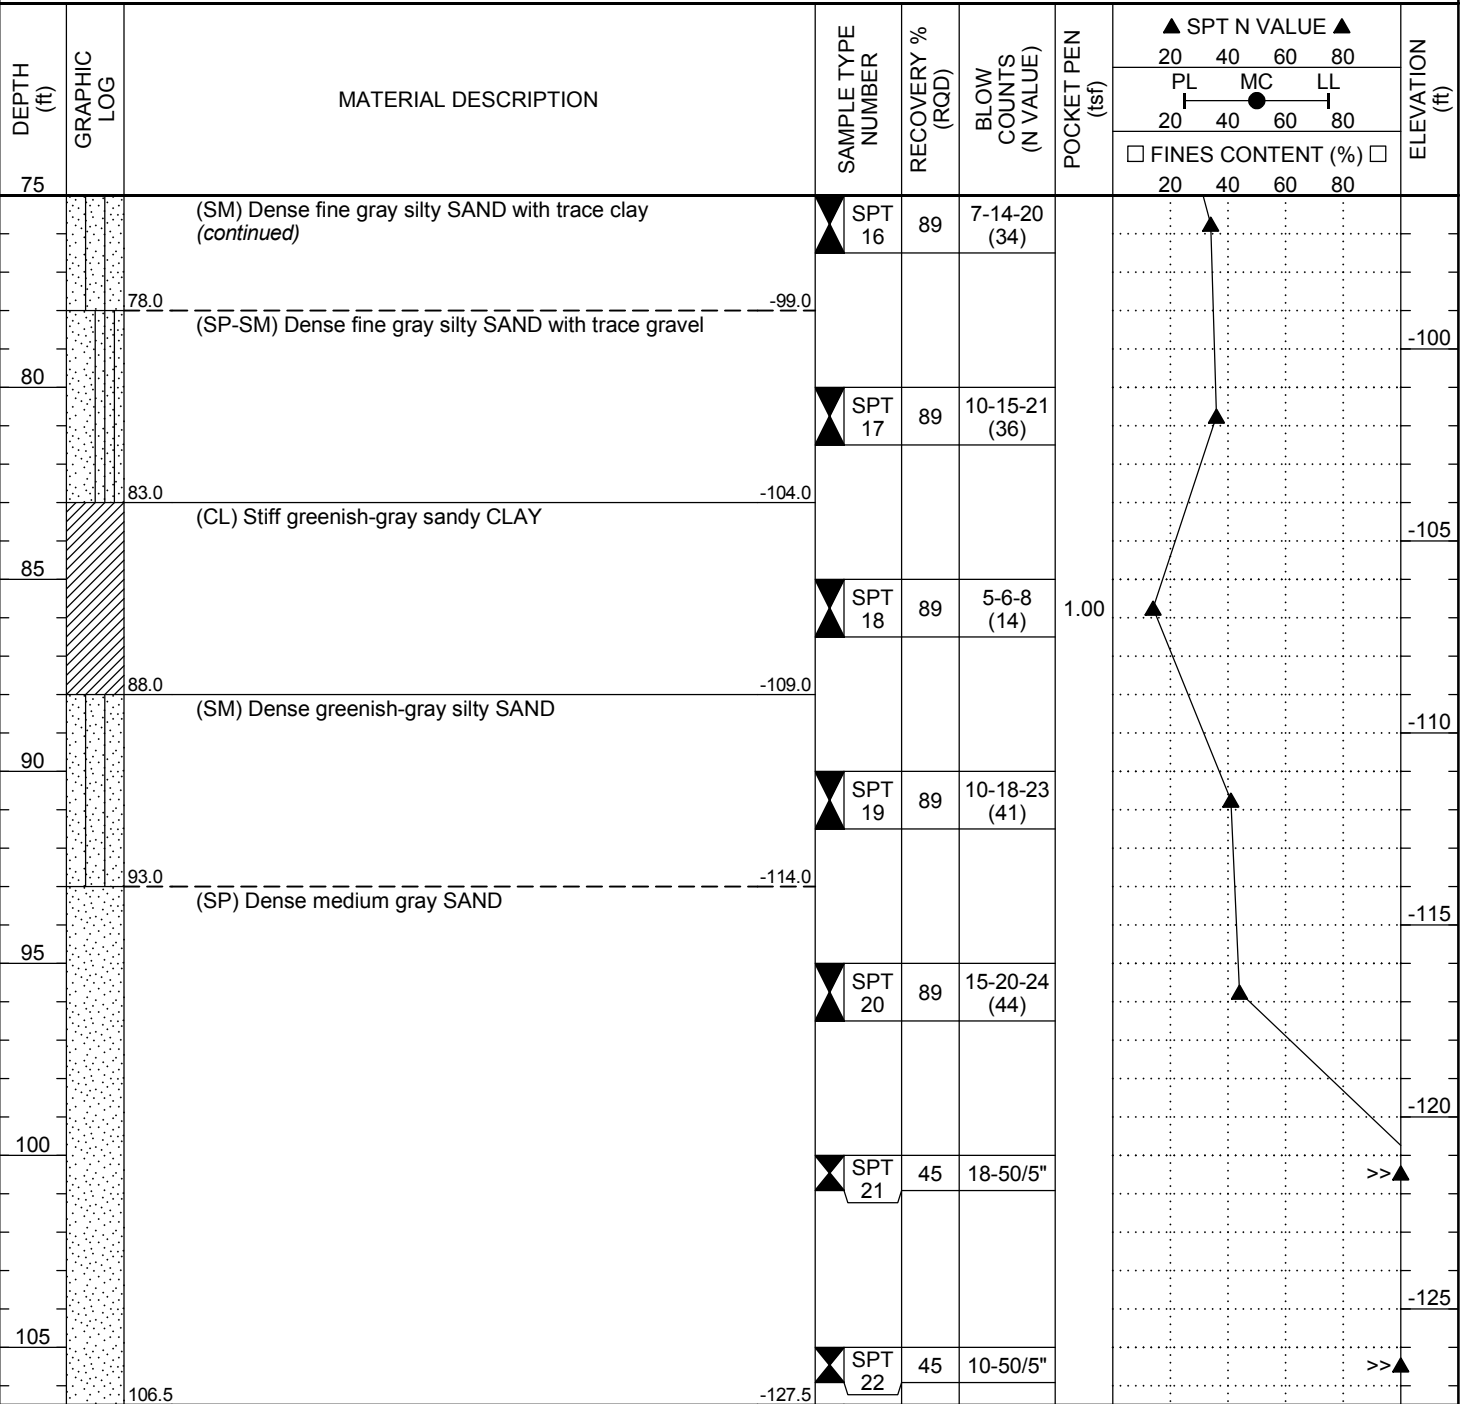 DEPTH
(ft)
GRAPHIC
LOG
MATERIAL DESCRIPTION
SAMPLE TYPE
NUMBER
RECOVERY %
(RQD)
BLOW
COUNTS
(N VALUE)
POCKET PEN
(tsf)
▲ SPT N VALUE ▲
20 40 60 80
PL MC LL
20 40 60 80
□ FINES CONTENT (%) □
20 40 60 80
ELEVATION
(ft)
75
(SM) Dense fine gray silty SAND with trace clay
(continued)
SPT
16
89
7-14-20
(34)
78.0 -99.0
(SP-SM) Dense fine gray silty SAND with trace gravel
-100
80
SPT
17
89
10-15-21
(36)
83.0 -104.0
(CL) Stiff greenish-gray sandy CLAY
-105
85
SPT
18
89
5-6-8
(14)
1.00
88.0 -109.0
(SM) Dense greenish-gray silty SAND
-110
90
SPT
19
89
10-18-23
(41)
93.0 -114.0
(SP) Dense medium gray SAND
-115
95
SPT
20
89
15-20-24
(44)
-120
100
SPT
21
45
18-50/5"
>>▲
-125
105
SPT
22
45
10-50/5"
>>▲
106.5 -127.5